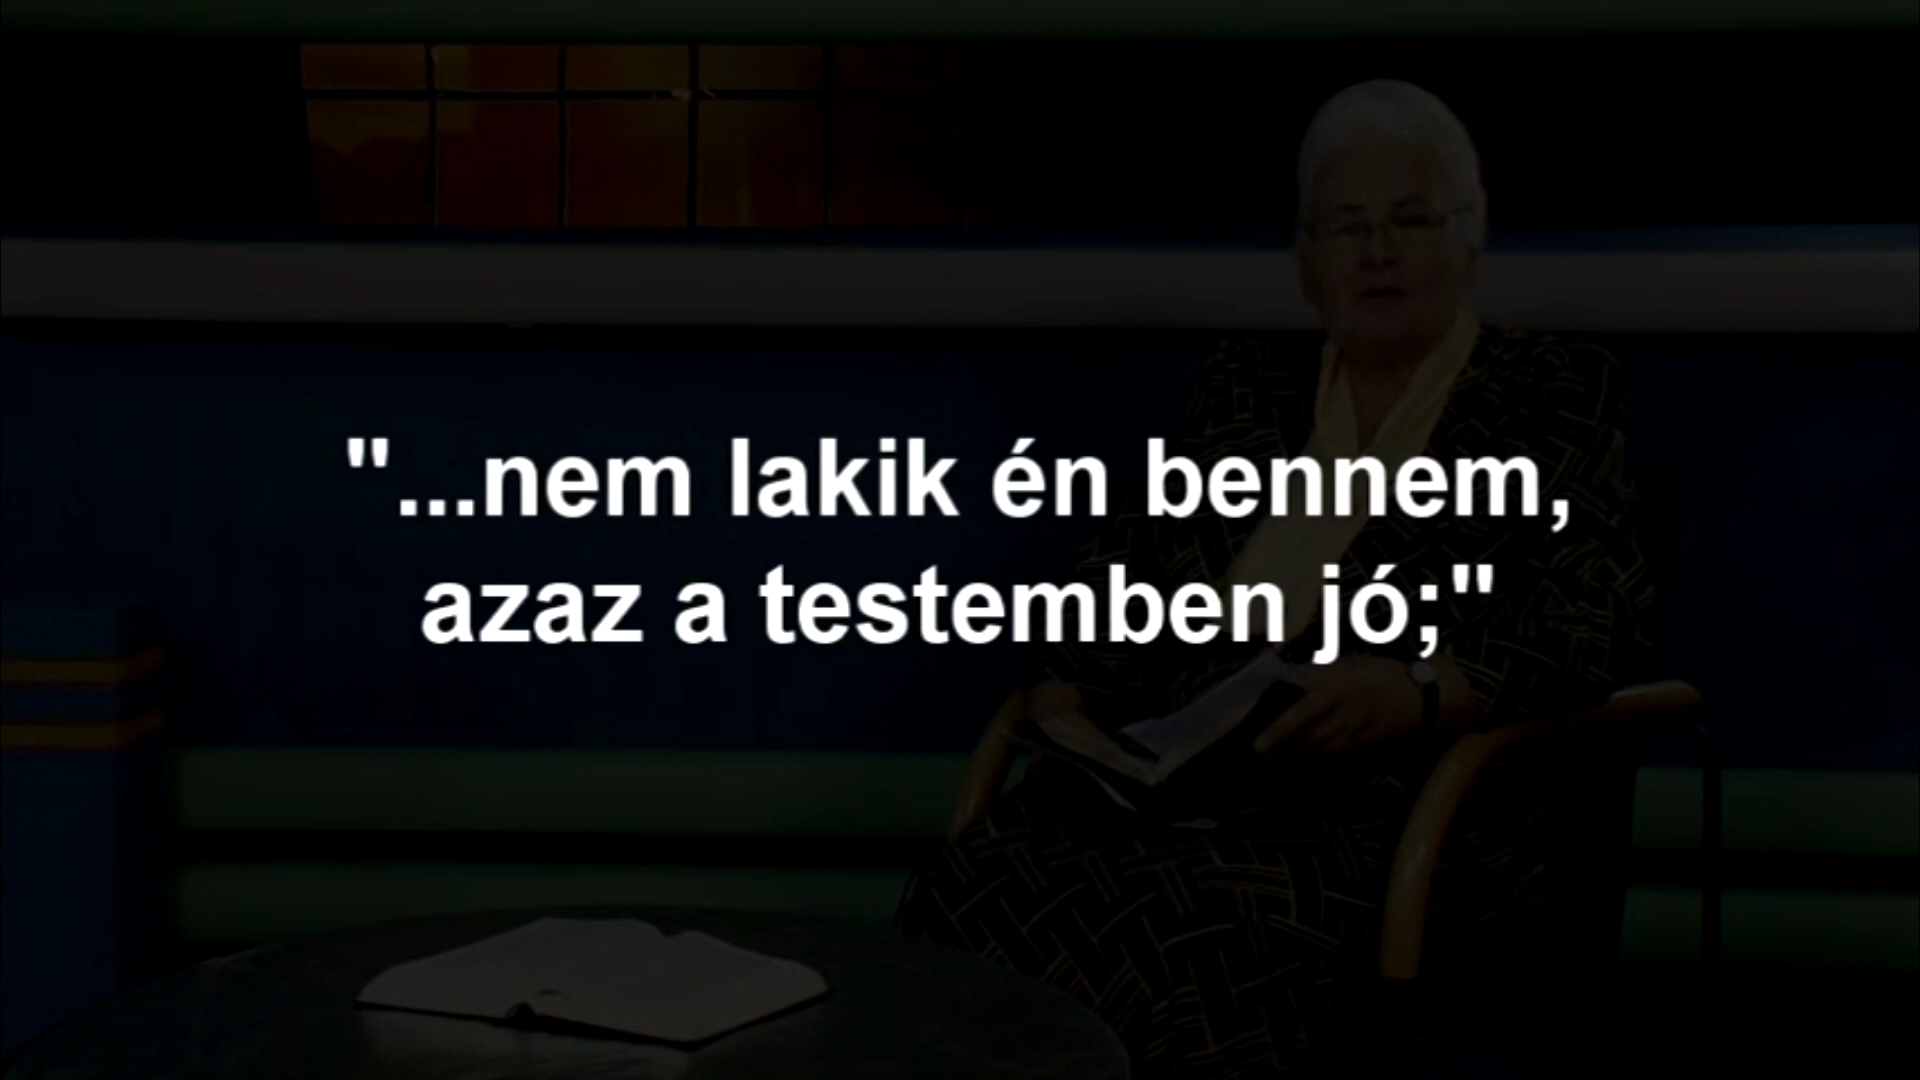 "...nem lakik én bennem,
azaz a testemben jó;"